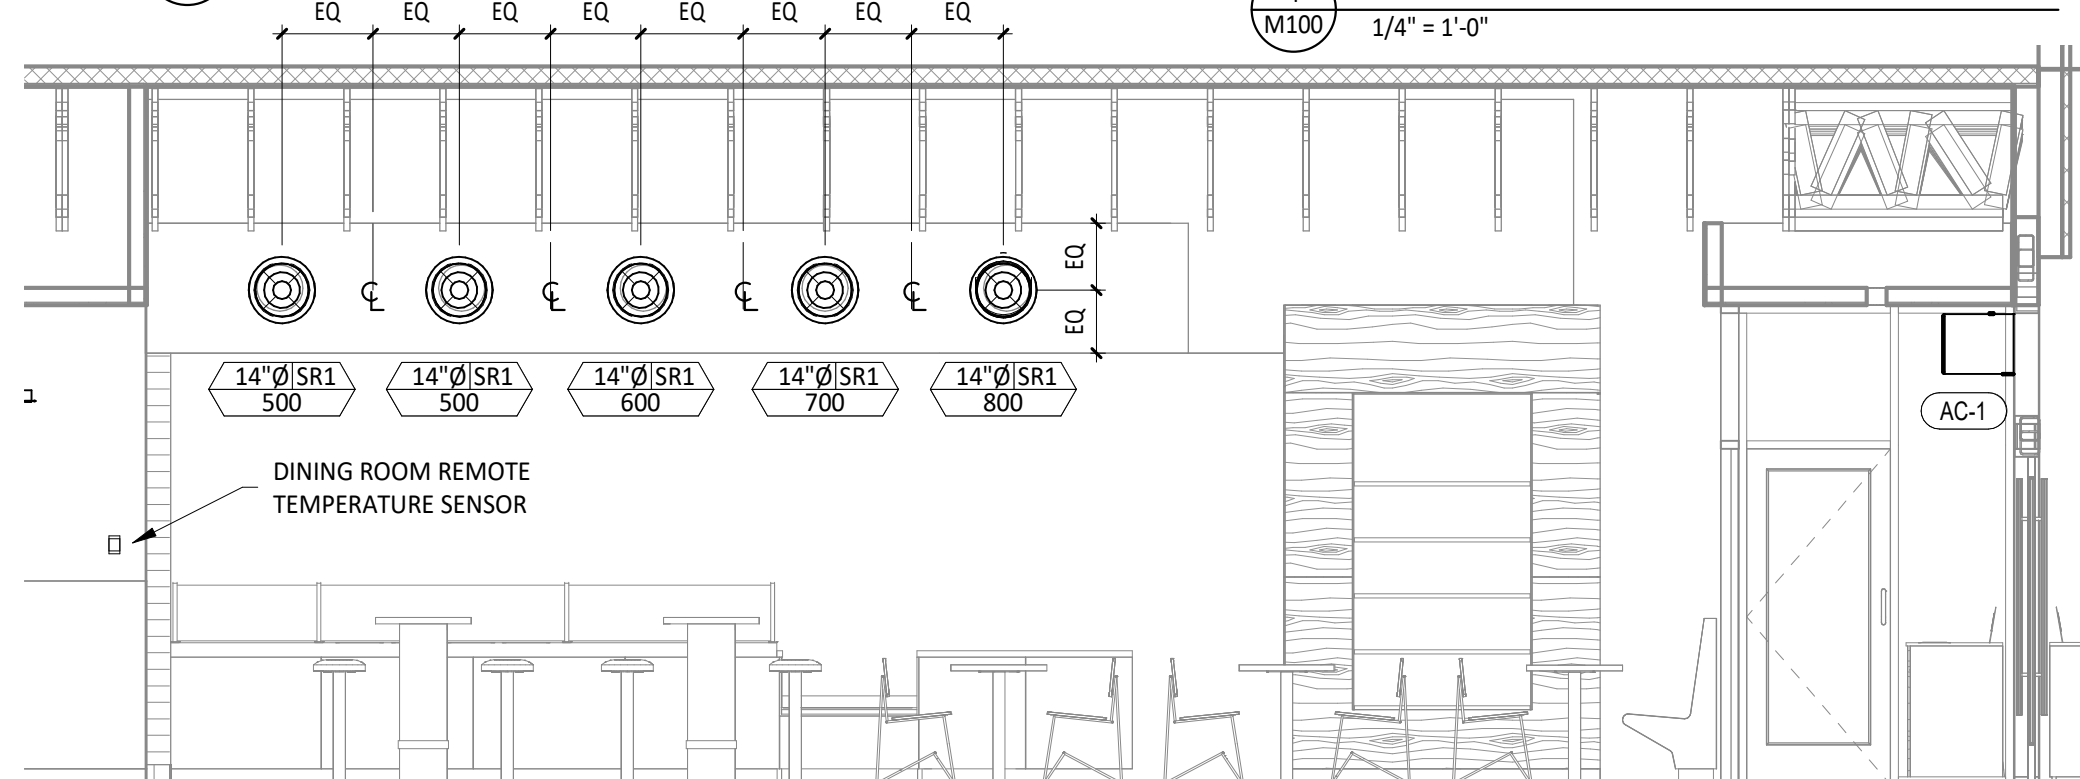 EQ EQ EQ EQ EQ EQ EQ EQ
M100 1/4" = 1'-0"
EQ
EQ
℄ ℄ ℄ ℄
14"Ø SR1
500
14"Ø SR1
500
14"Ø SR1
600
14"Ø SR1
700
14"Ø SR1
800
AC-1
DINING ROOM REMOTE
TEMPERATURE SENSOR